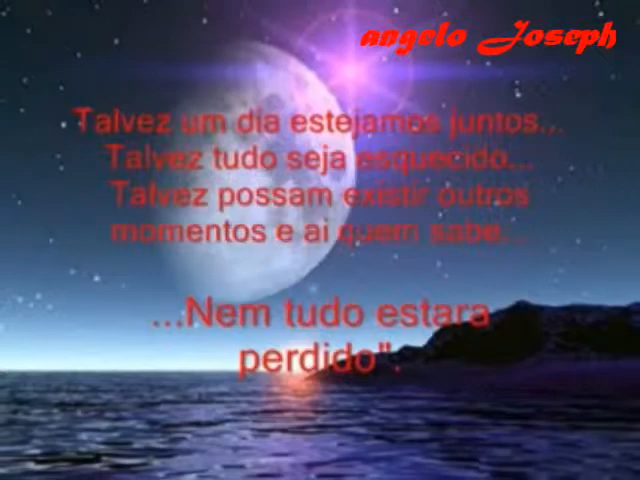 angelo Joseph
Talvez um dia estejamos juntos...
Talvez tudo seja esquecido...
Talvez possam existir outros
momentos e ai quem sabe...
...Nem tudo estara
perdido".